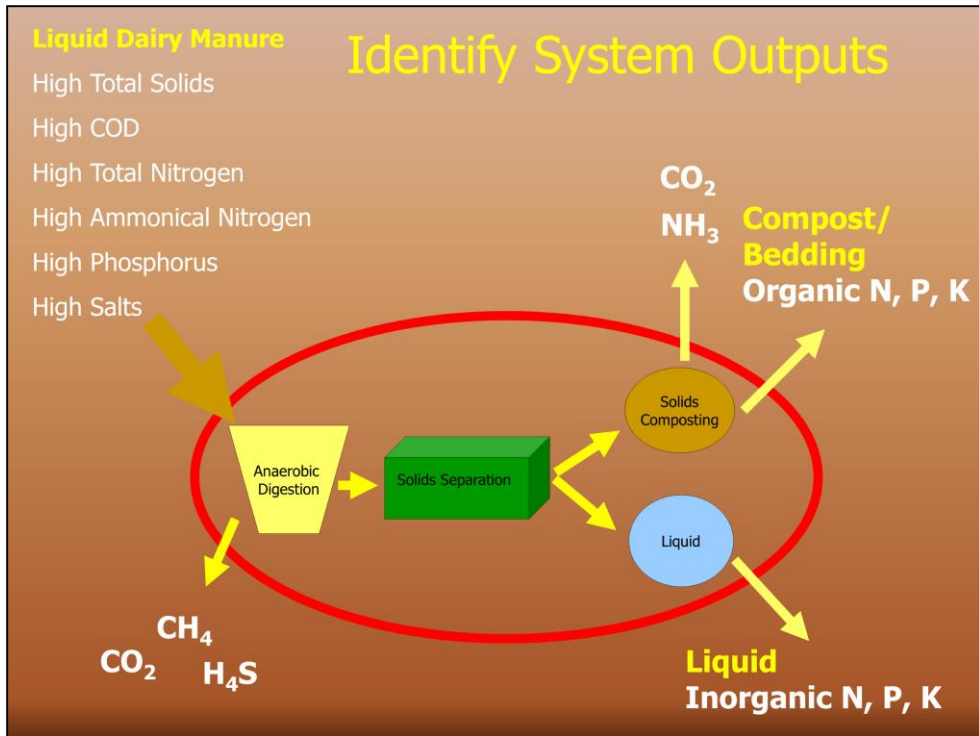 Liquid Dairy Manure
High Total Solids
High COD
High Total Nitrogen
High Ammonical Nitrogen
High Phosphorus
High Salts
Identify System Outputs
CO₂
NH₃
Compost/
Bedding
Organic N, P, K
Solids
Composting
Anaerobic
Digestion
Solids Separation
Liquid
CH₄
CO₂
H₄S
Liquid
Inorganic N, P, K